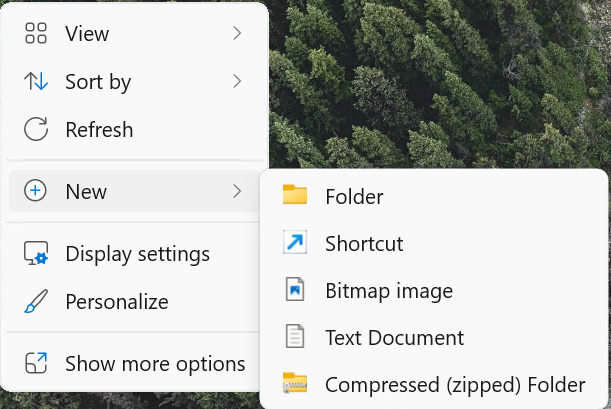 View
Sort by
Refresh
New
Display settings
Personalize
Show more options
Folder
Shortcut
Bitmap image
Text Document
Compressed (zipped) Folder